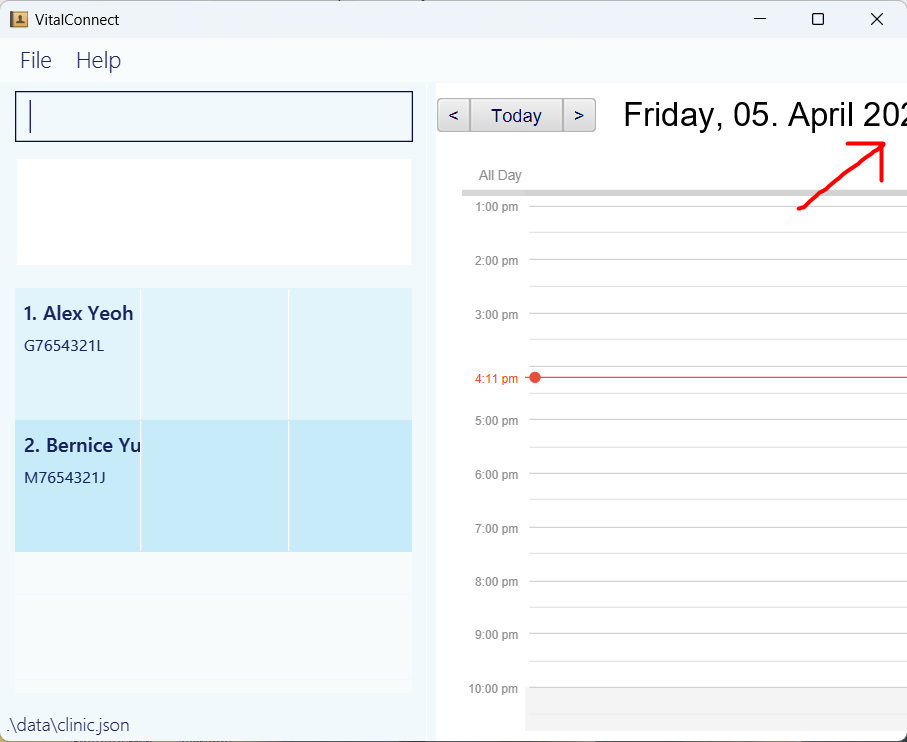 VitalConnect
File Help
< Today > Friday, 05. April 202
All Day
1:00 pm
2:00 pm
3:00 pm
4:11 pm
5:00 pm
6:00 pm
7:00 pm
8:00 pm
9:00 pm
10:00 pm
1. Alex Yeoh
G7654321L
2. Bernice Yu
M7654321J
.\data\clinic.json